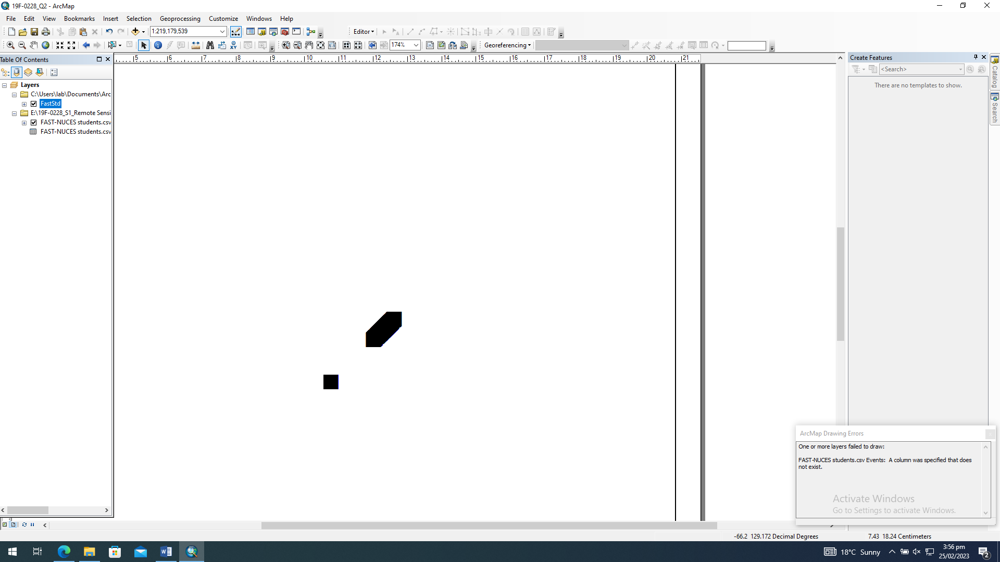 19F-0228_Q2 - ArcMap
File Edit View Bookmarks Insert Selection Geoprocessing Customize Windows Help
1:219,179,539
Editor
174%
Georeferencing
Table Of Contents
Layers
C:\Users\lab\Documents\Arc
FastStd
E:\19F-0228_S1_Remote Sensi
FAST-NUCES students.csv
FAST-NUCES students.csv
5 6 7 8 9 10 11 12 13 14 15 16 17 18 19 20 21
Create Features
<Search>
There are no templates to show.
Catalog
Search
ArcMap Drawing Errors
One or more layers failed to draw:
FAST-NUCES students.csv Events: A column was specified that does
not exist.
Activate Windows
Go to Settings to activate Windows.
-66.2 129.172 Decimal Degrees
7.43 18.24 Centimeters
18°C Sunny
3:56 pm
25/02/2023
2